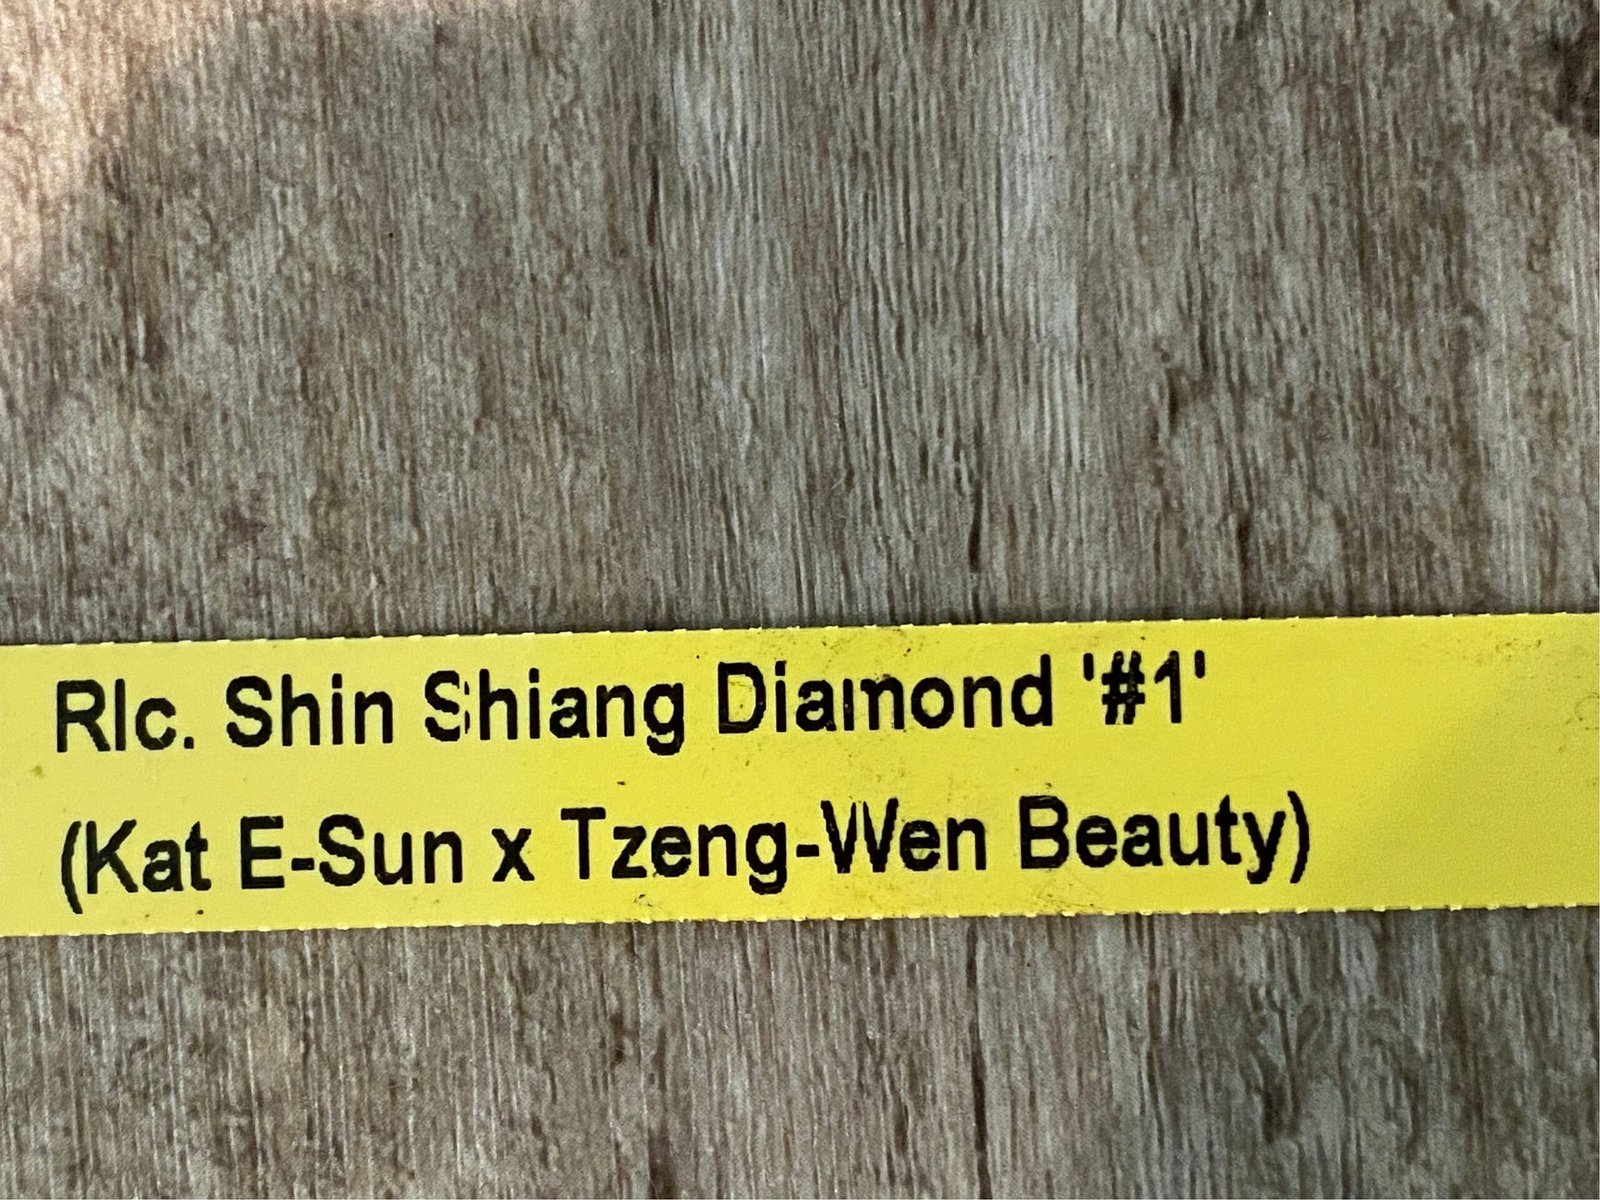 Rlc. Shin Shiang Diamond '#1'
(Kat E-Sun x Tzeng-Wen Beauty)